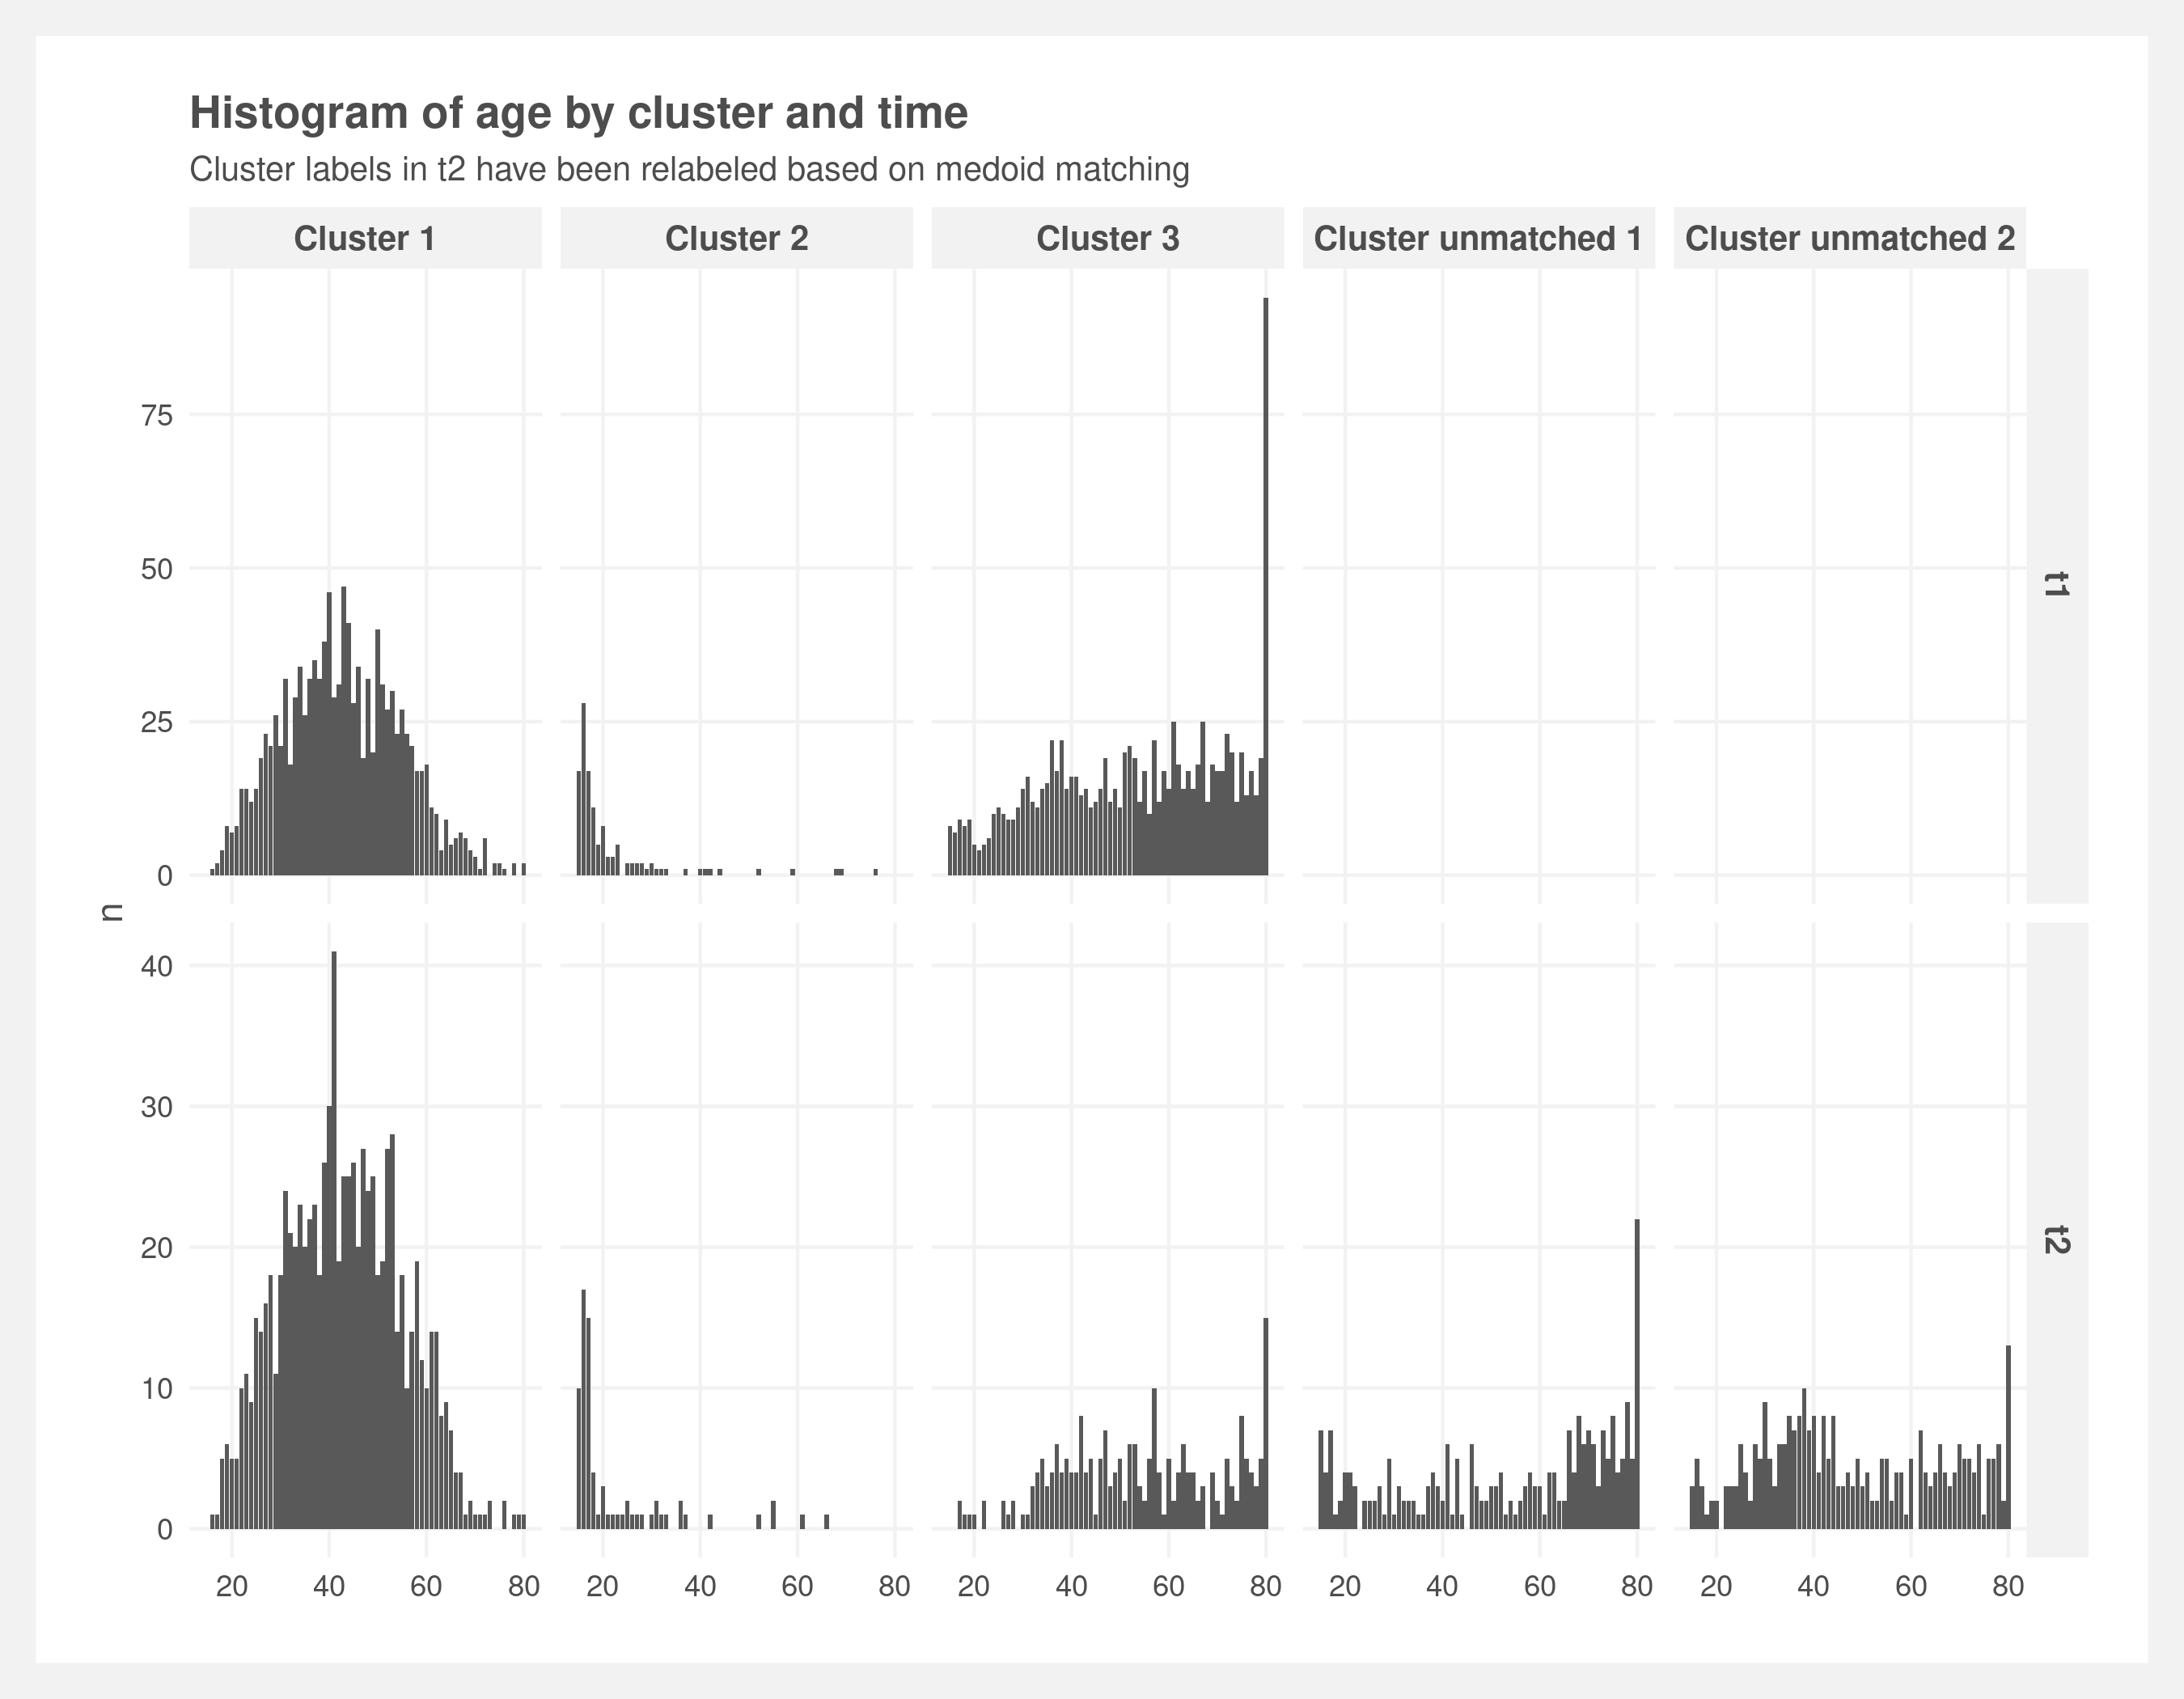 Histogram of age by cluster and time
Cluster labels in t2 have been relabeled based on medoid matching
Cluster 1
Cluster 2
Cluster 3
Cluster unmatched 1
Cluster unmatched 2
75
50
25
0
t1
n
40
30
20
10
0
t2
20 40 60 80
20 40 60 80
20 40 60 80
20 40 60 80
20 40 60 80